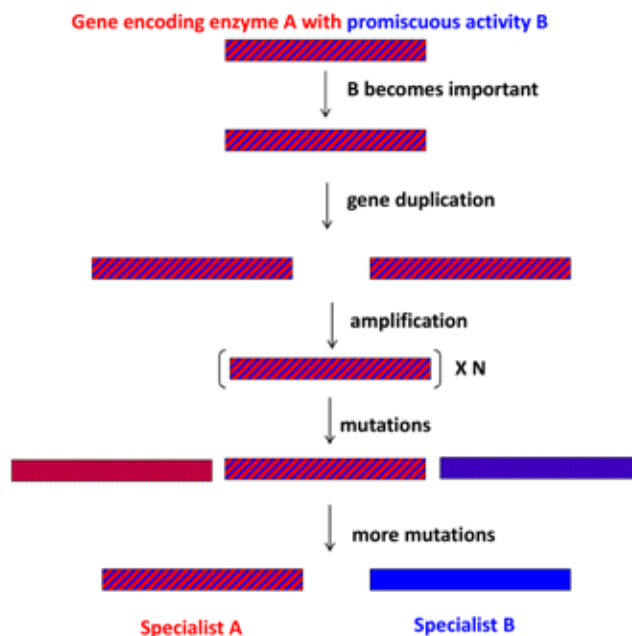 Gene encoding enzyme A with promiscuous activity B
B becomes important
gene duplication
amplification
X N
mutations
more mutations
Specialist A
Specialist B